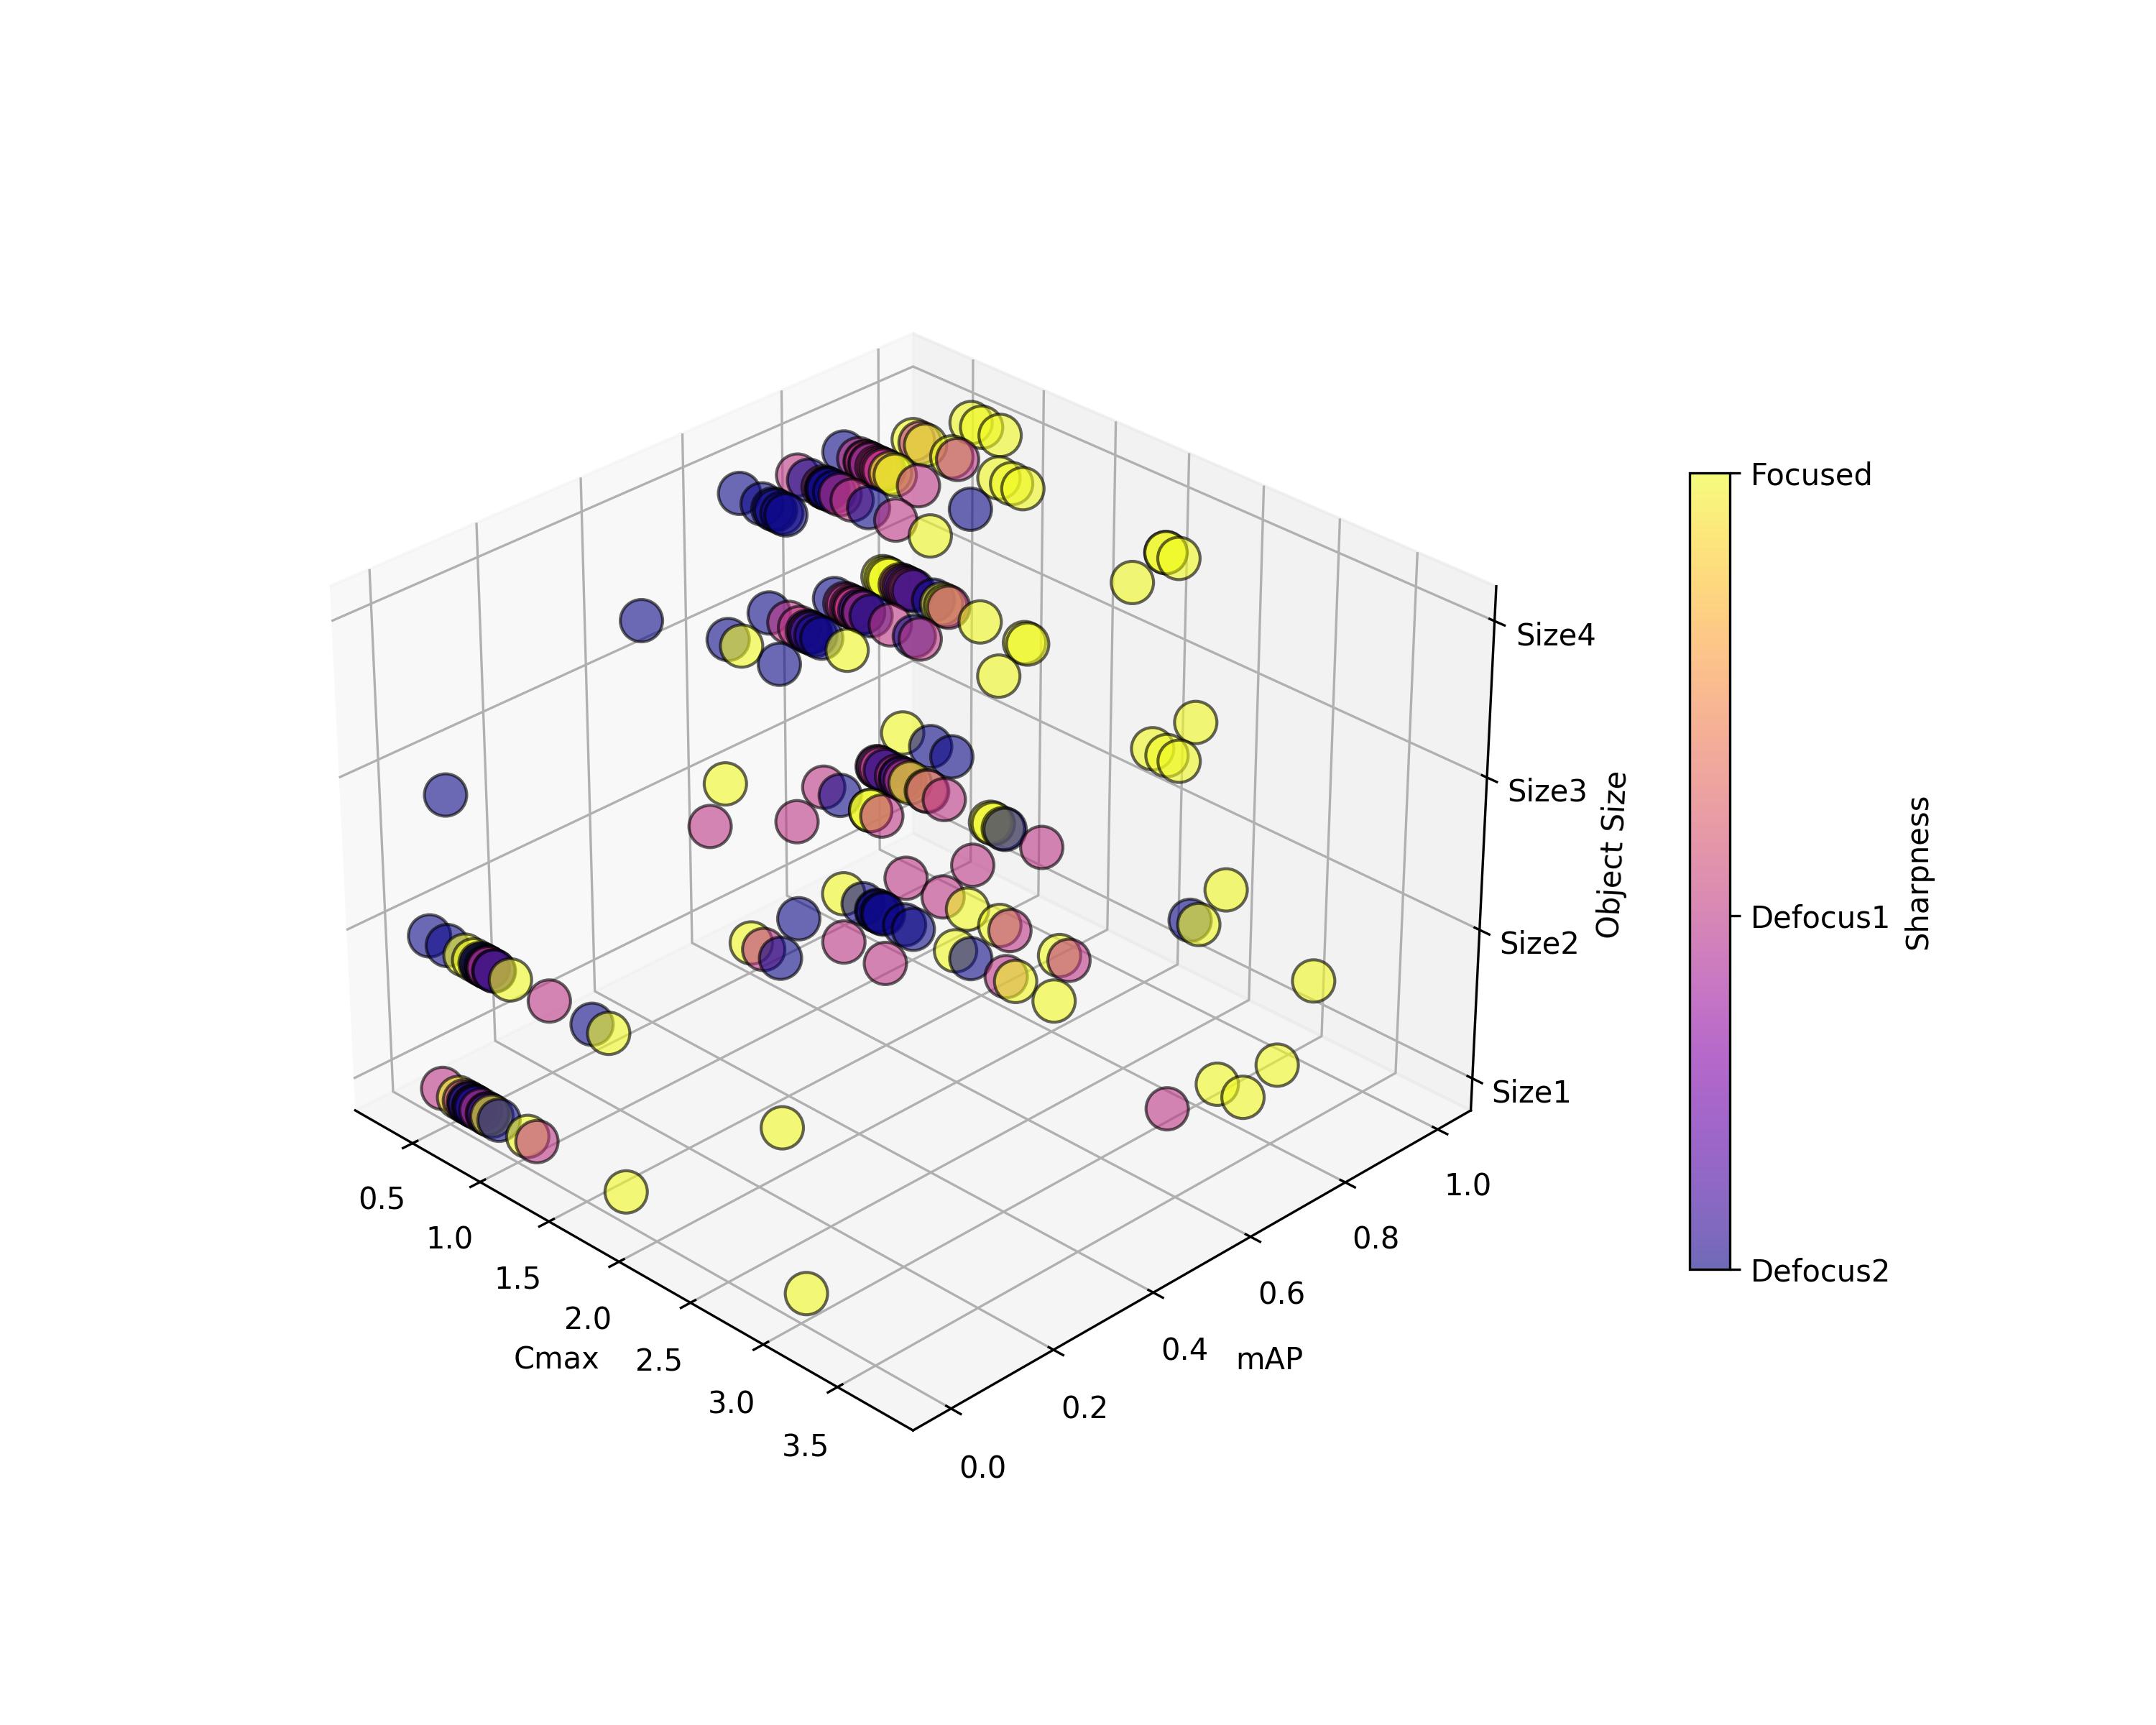 Focused
Defocus1
Defocus2
Sharpness
Size4
Size3
Size2
Size1
Object Size
0.5
1.0
1.5
2.0
2.5
3.0
3.5
Cmax
0.0
0.2
0.4
0.6
0.8
1.0
mAP